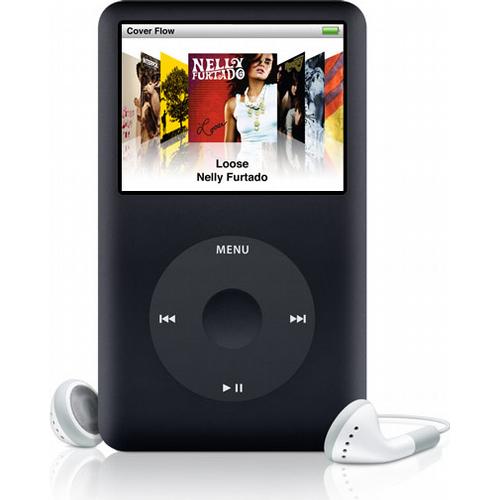 Cover Flow
NELLY
FURTADO
Loose
Loose
Nelly Furtado
MENU